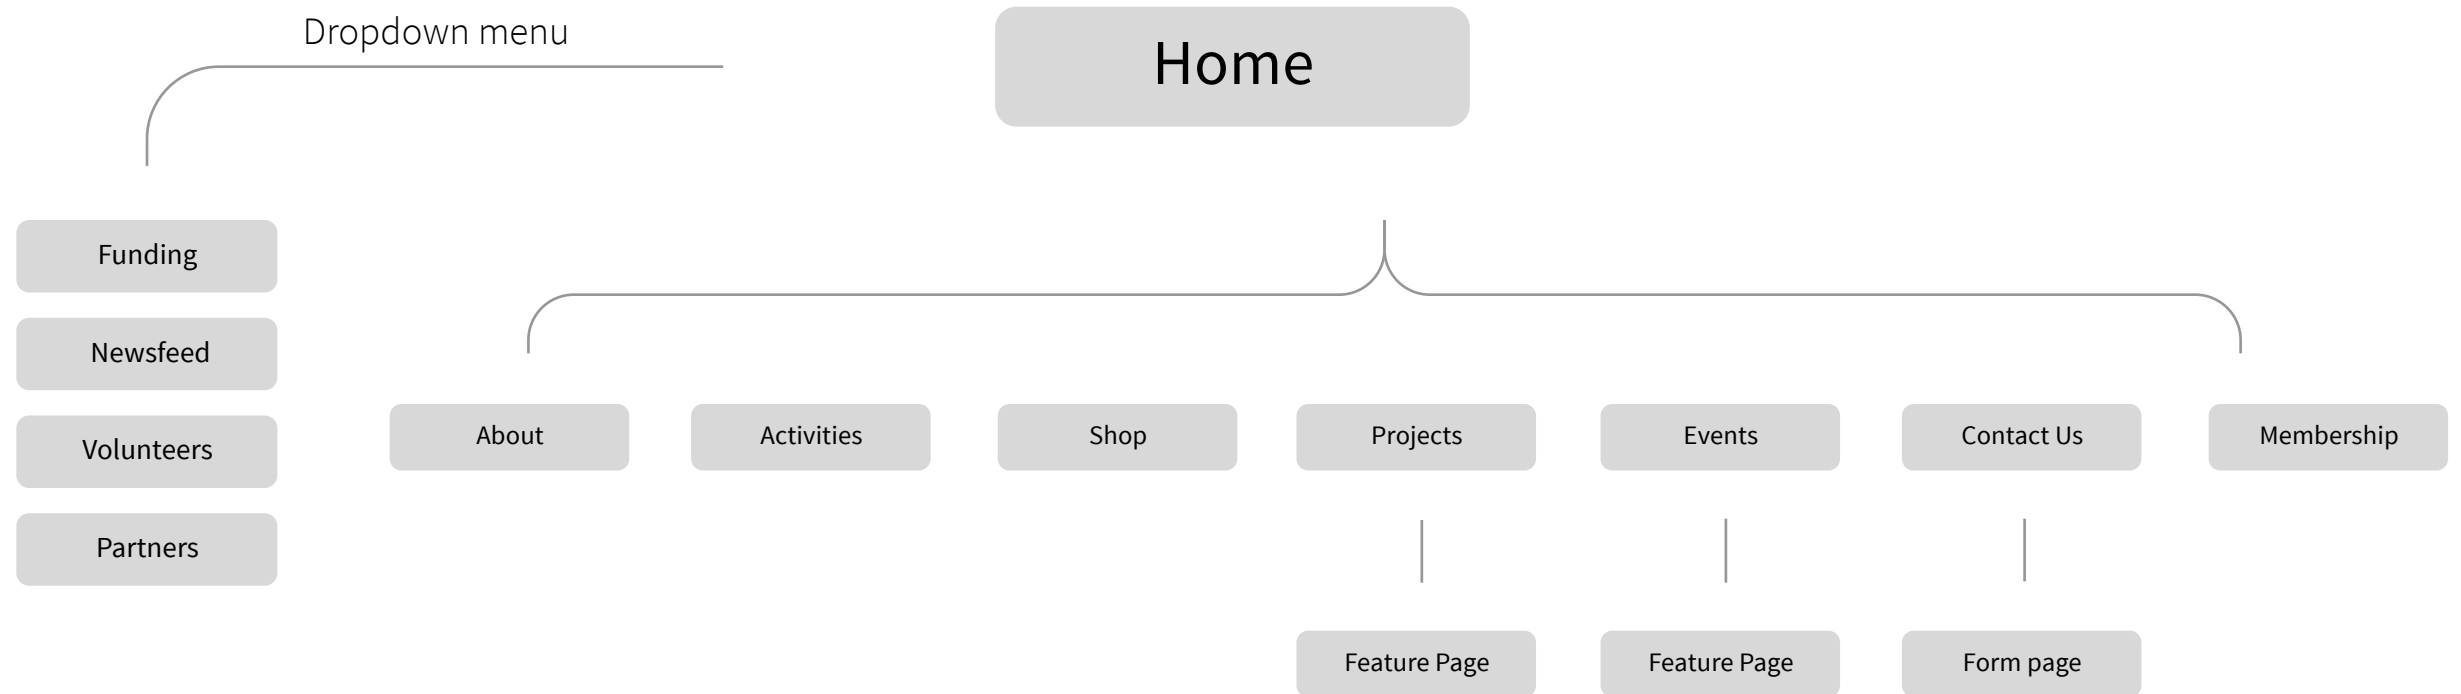 Dropdown menu
Home
Funding
Newsfeed
Volunteers
Partners
About
Activities
Shop
Projects
Events
Contact Us
Membership
Feature Page
Feature Page
Form page